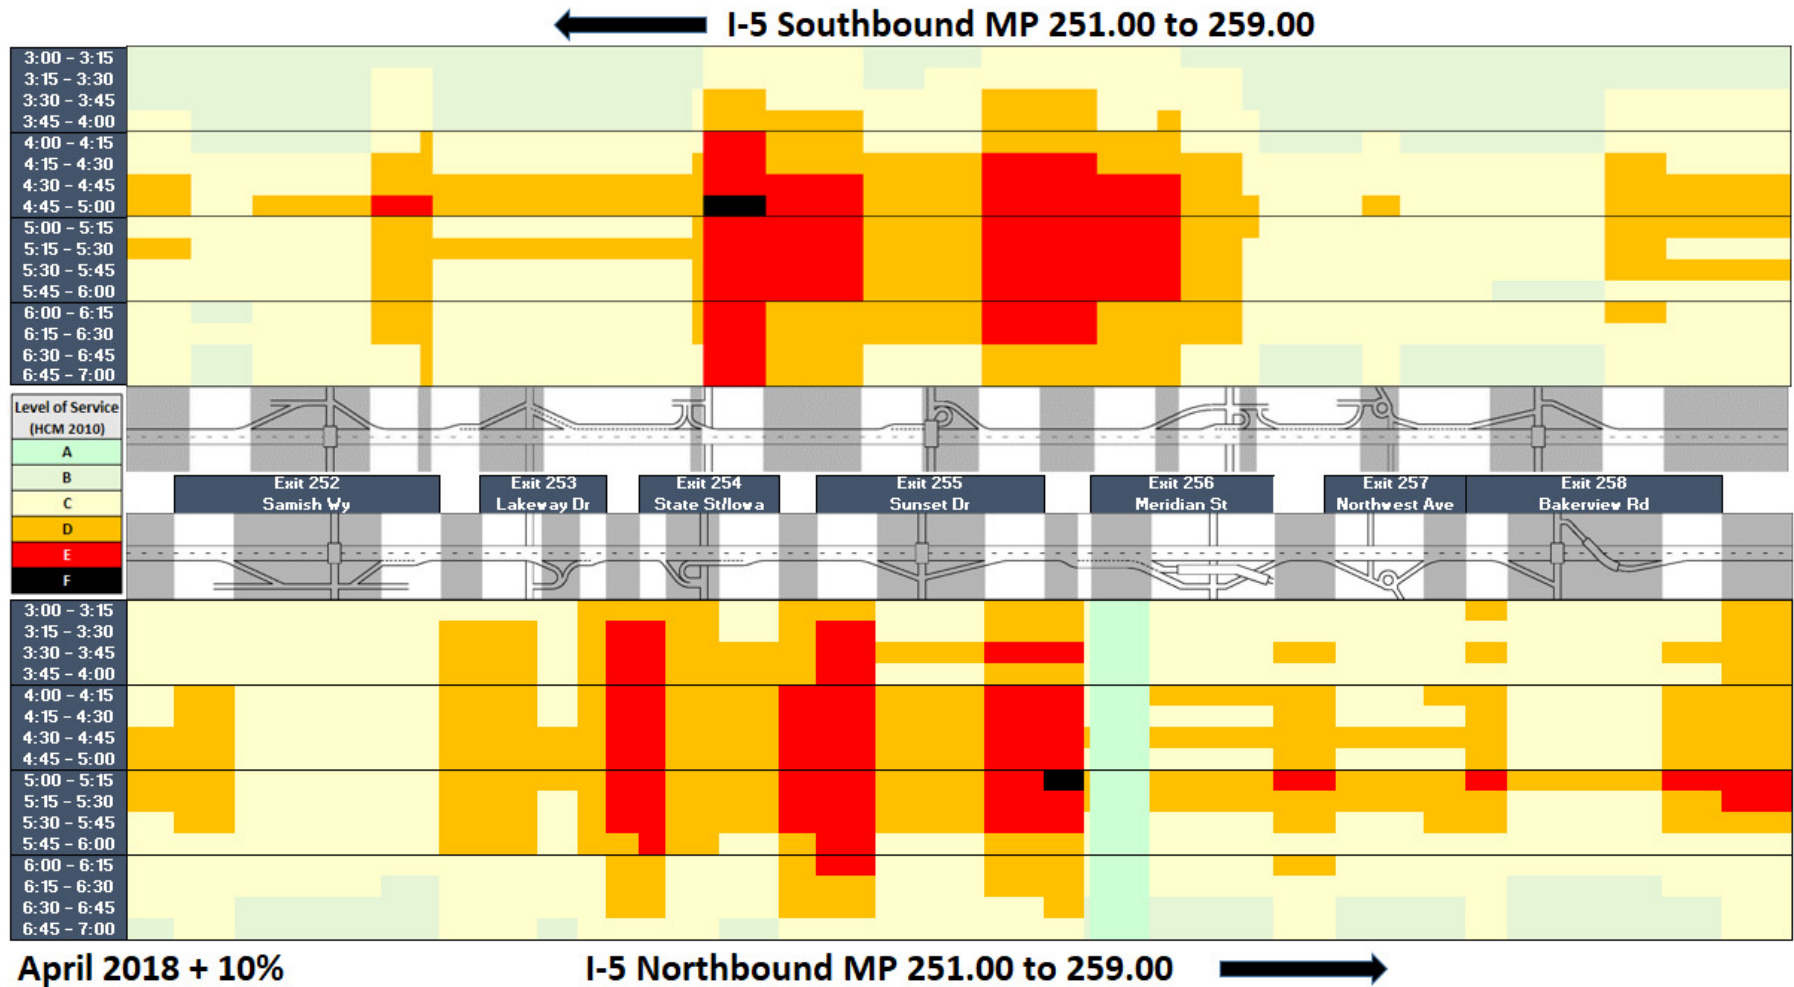 I-5 Southbound MP 251.00 to 259.00
3:00 - 3:15
3:15 - 3:30
3:30 - 3:45
3:45 - 4:00
4:00 - 4:15
4:15 - 4:30
4:30 - 4:45
4:45 - 5:00
5:00 - 5:15
5:15 - 5:30
5:30 - 5:45
5:45 - 6:00
6:00 - 6:15
6:15 - 6:30
6:30 - 6:45
6:45 - 7:00
Level of Service
(HCM 2010)
A
B
C
D
E
F
Exit 252
Samish Wy
Exit 253
Lakeway Dr
Exit 254
State St/Iowa
Exit 255
Sunset Dr
Exit 256
Meridian St
Exit 257
Northwest Ave
Exit 258
Bakerview Rd
3:00 - 3:15
3:15 - 3:30
3:30 - 3:45
3:45 - 4:00
4:00 - 4:15
4:15 - 4:30
4:30 - 4:45
4:45 - 5:00
5:00 - 5:15
5:15 - 5:30
5:30 - 5:45
5:45 - 6:00
6:00 - 6:15
6:15 - 6:30
6:30 - 6:45
6:45 - 7:00
April 2018 + 10%
I-5 Northbound MP 251.00 to 259.00